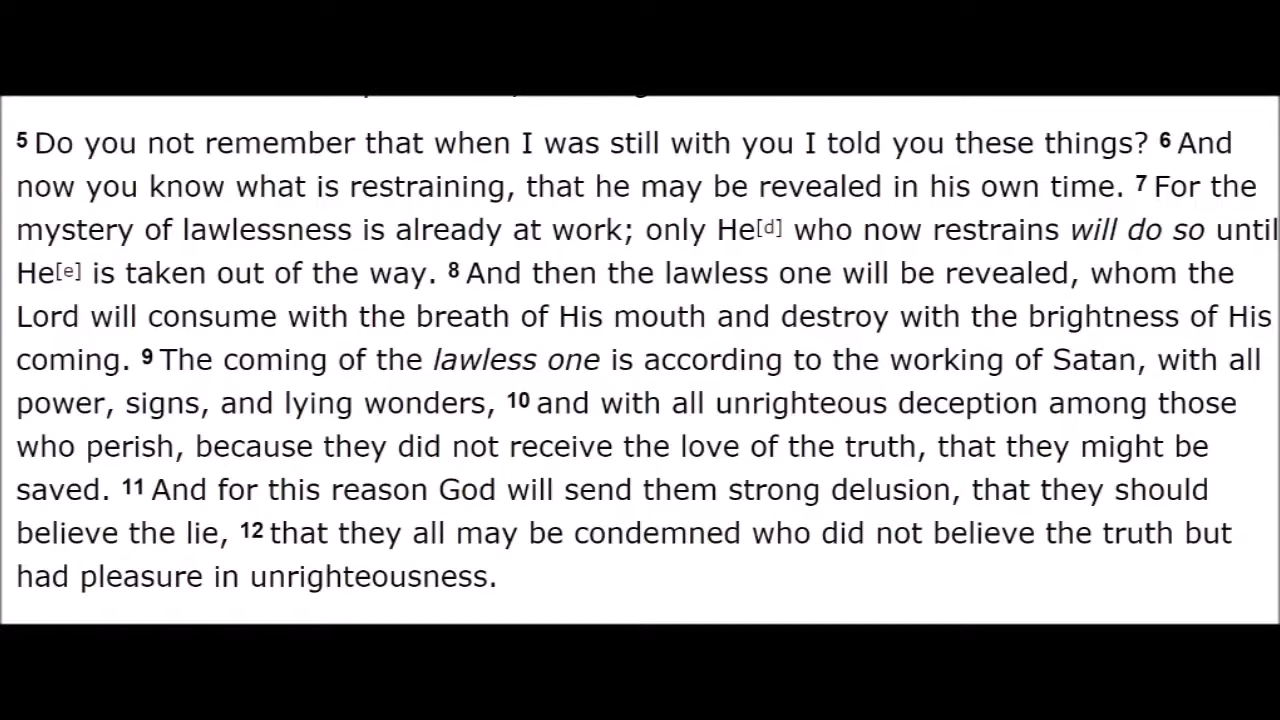 5 Do you not remember that when I was still with you I told you these things? 6 And
now you know what is restraining, that he may be revealed in his own time. 7 For the
mystery of lawlessness is already at work; only He[d] who now restrains will do so until
He[e] is taken out of the way. 8 And then the lawless one will be revealed, whom the
Lord will consume with the breath of His mouth and destroy with the brightness of His
coming. 9 The coming of the lawless one is according to the working of Satan, with all
power, signs, and lying wonders, 10 and with all unrighteous deception among those
who perish, because they did not receive the love of the truth, that they might be
saved. 11 And for this reason God will send them strong delusion, that they should
believe the lie, 12 that they all may be condemned who did not believe the truth but
had pleasure in unrighteousness.